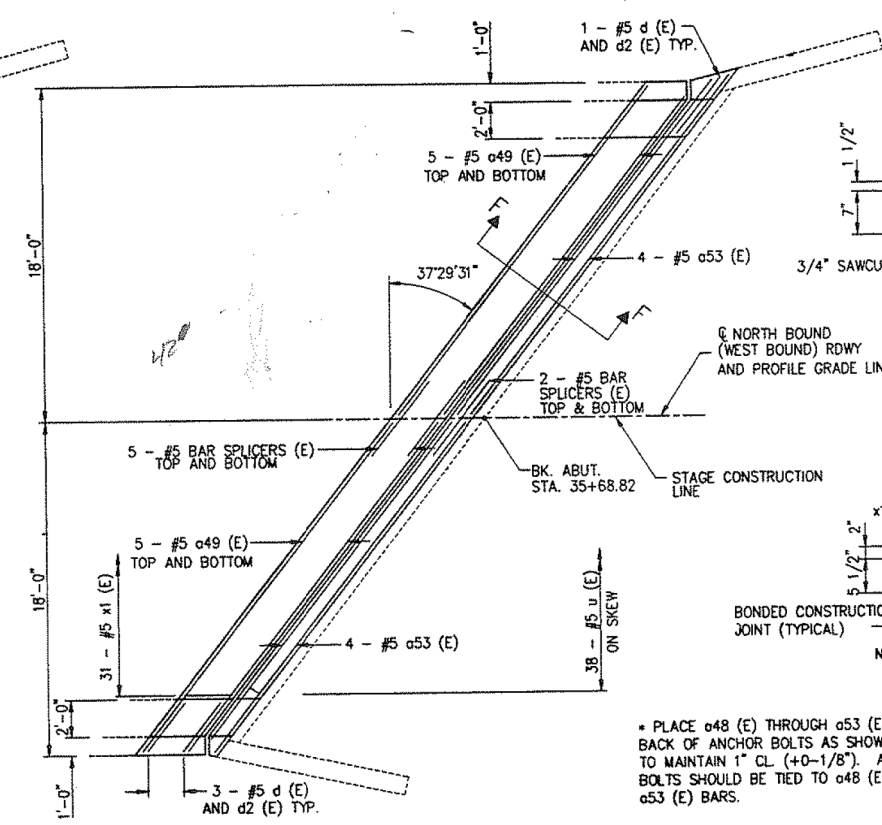 1'-0"
1 - #5 d (E)
AND d2 (E) TYP.
2'-0"
5 - #5 a49 (E)
TOP AND BOTTOM
1 1/2"
7"
18'-0"
F
37°29'31"
4 - #5 a53 (E)
3/4" SAWCU
F
42"
℄ NORTH BOUND
(WEST BOUND) RDWY
AND PROFILE GRADE LIN
2 - #5 BAR
SPLICERS (E)
TOP & BOTTOM
5 - #5 BAR SPLICERS (E)
TOP AND BOTTOM
BK. ABUT.
STA. 35+68.82
STAGE CONSTRUCTION
LINE
5 - #5 a49 (E)
TOP AND BOTTOM
18'-0"
31 - #5 x1 (E)
38 - #5 u (E)
ON SKEW
2"
5 1/2"
BONDED CONSTRUCTIO
JOINT (TYPICAL)
4 - #5 a53 (E)
N
2'-0"
* PLACE a48 (E) THROUGH a53 (E
BACK OF ANCHOR BOLTS AS SHOW
TO MAINTAIN 1" CL. (+0-1/8"). A
BOLTS SHOULD BE TIED TO a48 (E
a53 (E) BARS.
1'-0"
3 - #5 d (E)
AND d2 (E) TYP.